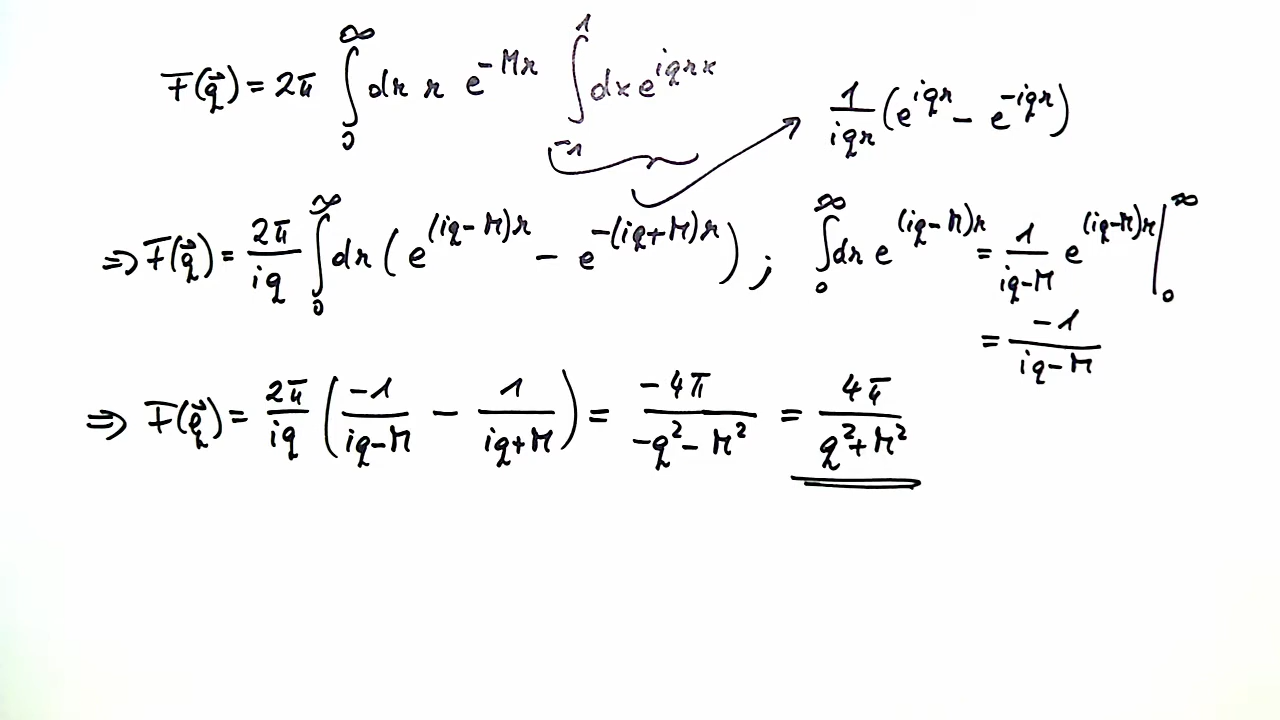 F(q⃗) = 2π ∫₀^∞ dr r e^{-Mr} ∫₋₁^1 dx e^{iqrx}
1/(iqr) (e^{iqr} - e^{-iqr})
⇒ F(q⃗) = 2π/(iq) ∫₀^∞ dr (e^{(iq-M)r} - e^{-(iq+M)r}) ; ∫₀^∞ dr e^{(iq-M)r} = 1/(iq-M) e^{(iq-M)r} |₀^∞
= -1/(iq-M)
⇒ F(q⃗) = 2π/(iq) (-1/(iq-M) - 1/(iq+M)) = -4π/(-q²-M²) = 4π/(q²+M²)